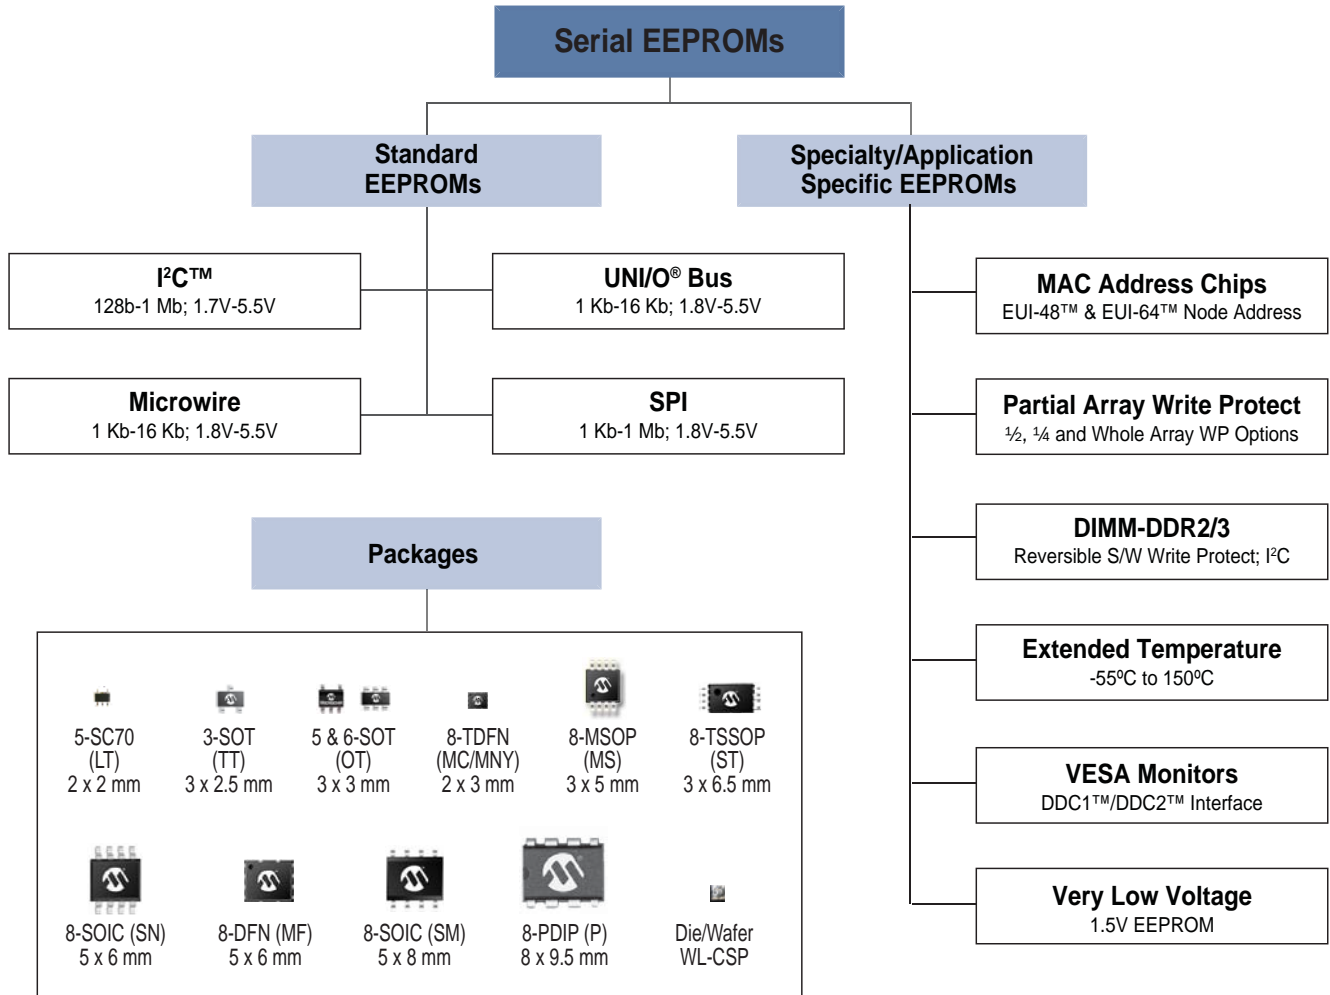 Serial EEPROMs
Standard
EEPROMs
Specialty/Application
Specific EEPROMs
I²C™
128b-1 Mb; 1.7V-5.5V
UNI/O® Bus
1 Kb-16 Kb; 1.8V-5.5V
Microwire
1 Kb-16 Kb; 1.8V-5.5V
SPI
1 Kb-1 Mb; 1.8V-5.5V
MAC Address Chips
EUI-48™ & EUI-64™ Node Address
Partial Array Write Protect
½, ¼ and Whole Array WP Options
DIMM-DDR2/3
Reversible S/W Write Protect; I²C
Extended Temperature
-55ºC to 150ºC
VESA Monitors
DDC1™/DDC2™ Interface
Very Low Voltage
1.5V EEPROM
Packages
5-SC70
(LT)
2 x 2 mm
3-SOT
(TT)
3 x 2.5 mm
5 & 6-SOT
(OT)
3 x 3 mm
8-TDFN
(MC/MNY)
2 x 3 mm
8-MSOP
(MS)
3 x 5 mm
8-TSSOP
(ST)
3 x 6.5 mm
8-SOIC (SN)
5 x 6 mm
8-DFN (MF)
5 x 6 mm
8-SOIC (SM)
5 x 8 mm
8-PDIP (P)
8 x 9.5 mm
Die/Wafer
WL-CSP